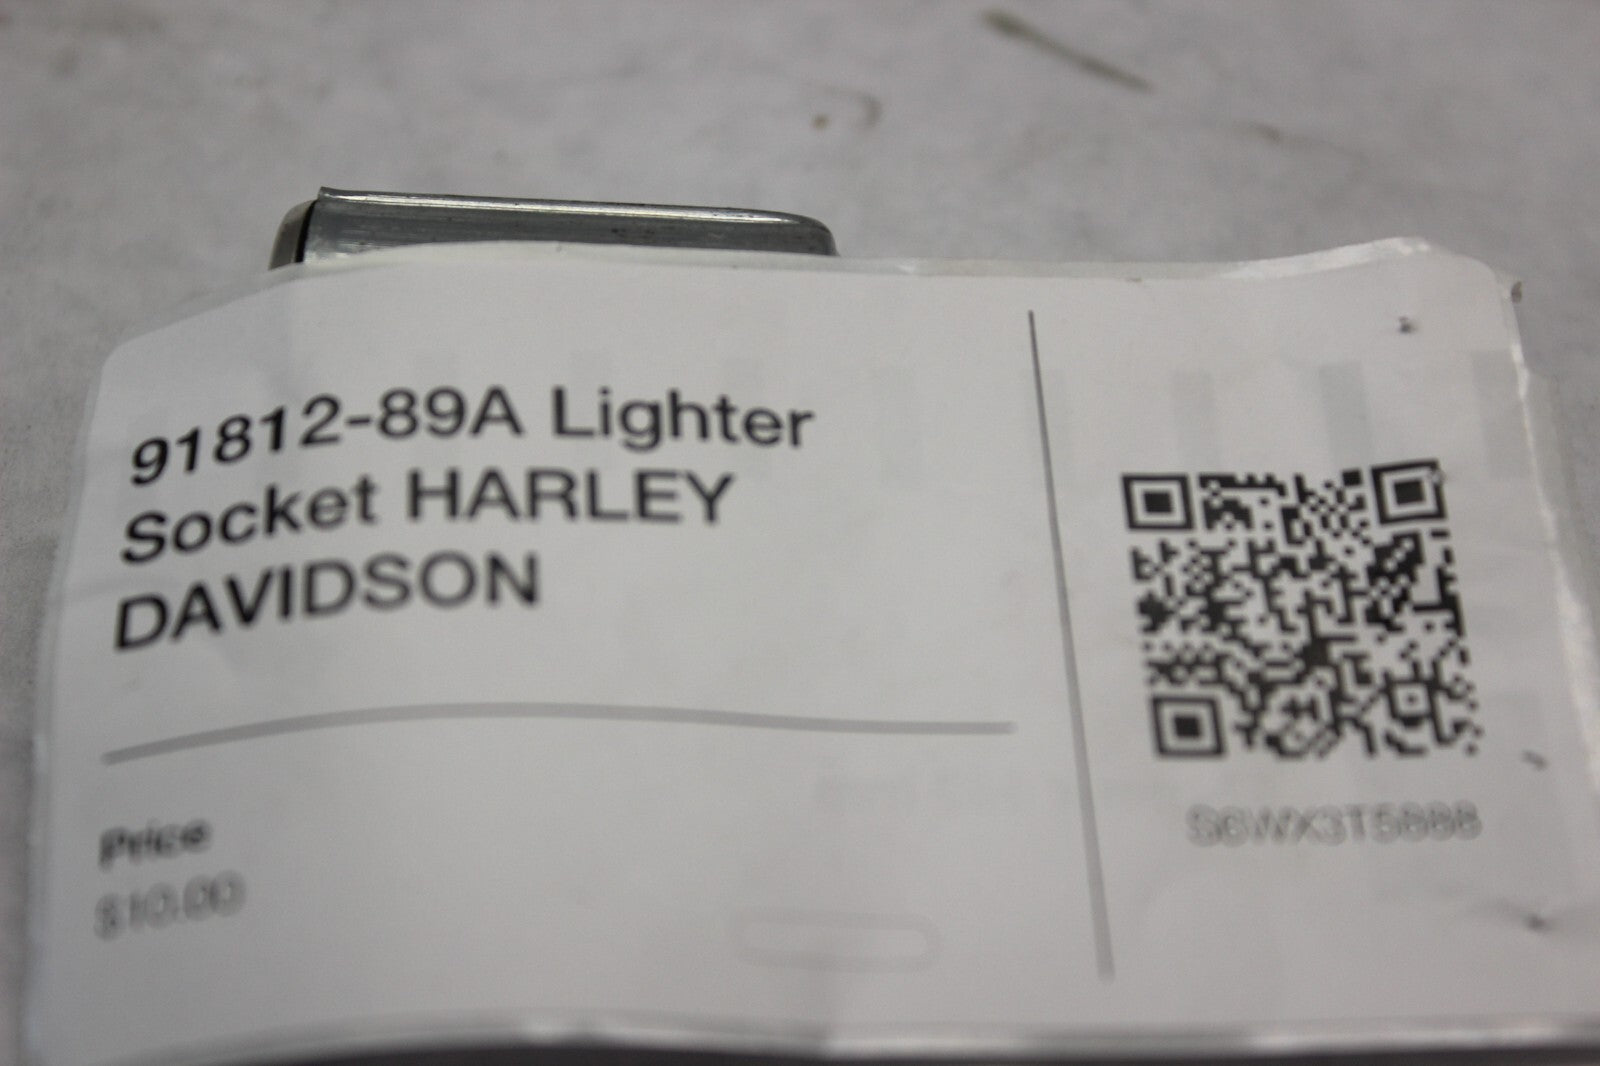 91812-89A Lighter
Socket HARLEY
DAVIDSON
Price
$10.00
S6WX3T5888